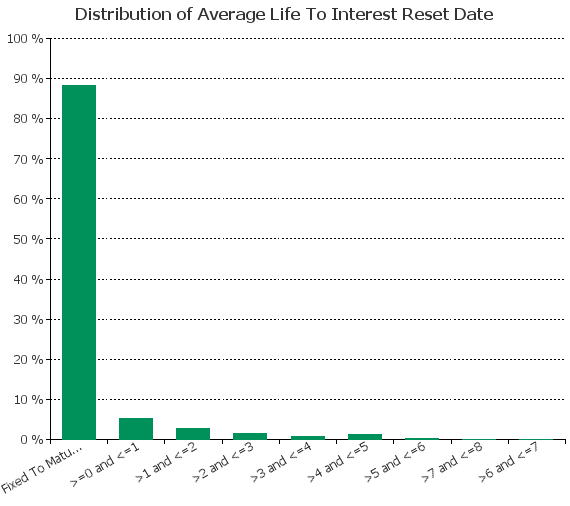 Distribution of Average Life To Interest Reset Date
100 %
90 %
80 %
70 %
60 %
50 %
40 %
30 %
20 %
10 %
0 %
Fixed To Matu...
>=0 and <=1
>1 and <=2
>2 and <=3
>3 and <=4
>4 and <=5
>5 and <=6
>7 and <=8
>6 and <=7